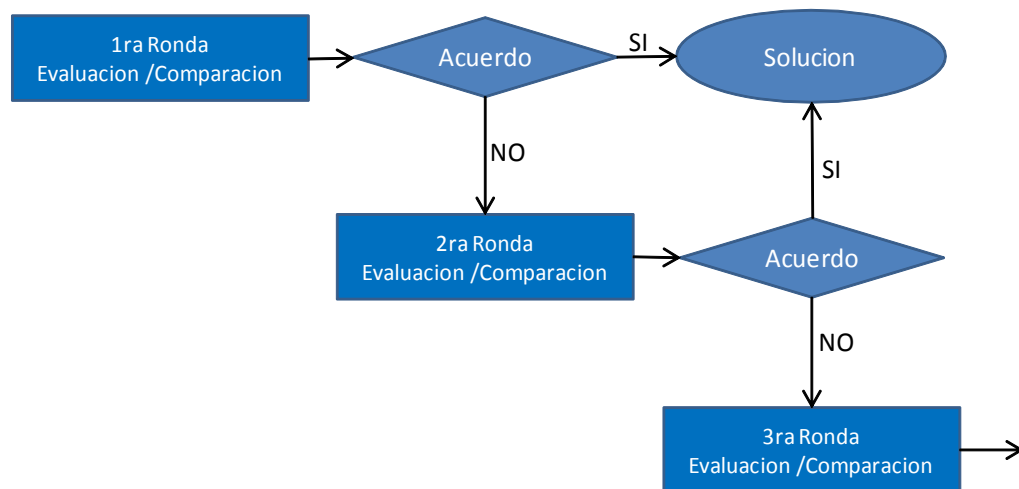 1ra Ronda
Evaluacion /Comparacion
Acuerdo
SI
Solucion
NO
SI
2ra Ronda
Evaluacion /Comparacion
Acuerdo
NO
3ra Ronda
Evaluacion /Comparacion